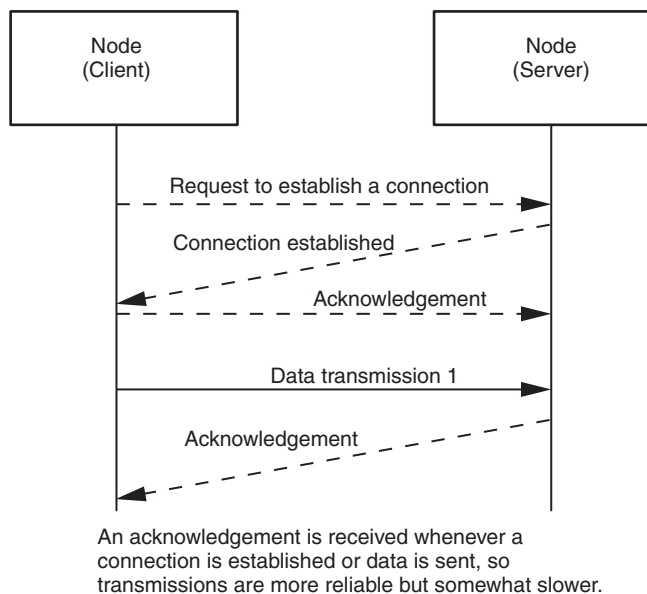 Node
(Client)
Node
(Server)
Request to establish a connection
Connection established
Acknowledgement
Data transmission 1
Acknowledgement
An acknowledgement is received whenever a
connection is established or data is sent, so
transmissions are more reliable but somewhat slower.